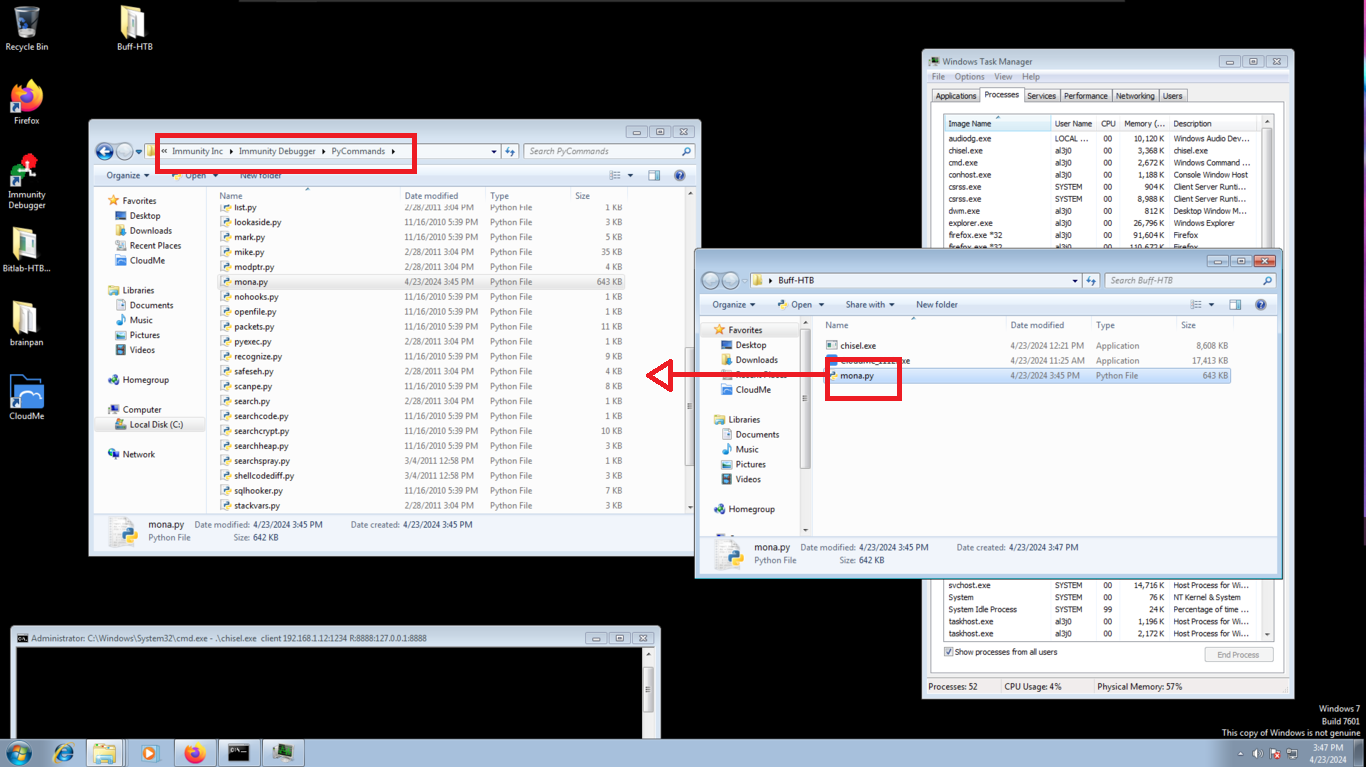 Recycle Bin
Buff-HTB
Firefox
Immunity
Debugger
Bitlab-HTB...
brainpan
CloudMe
« Immunity Inc ▸ Immunity Debugger ▸ PyCommands ▸
Search PyCommands
Organize Open New folder
Favorites
Desktop
Downloads
Recent Places
CloudMe
Libraries
Documents
Music
Pictures
Videos
Homegroup
Computer
Local Disk (C:)
Network
Name Date modified Type Size
list.py 2/28/2011 3:04 PM Python File 1 KB
lookaside.py 11/16/2010 5:39 PM Python File 3 KB
mark.py 11/16/2010 5:39 PM Python File 5 KB
mike.py 2/28/2011 3:04 PM Python File 35 KB
modptr.py 2/28/2011 3:04 PM Python File 4 KB
mona.py 4/23/2024 3:45 PM Python File 643 KB
nohooks.py 11/16/2010 5:39 PM Python File 1 KB
openfile.py 11/16/2010 5:39 PM Python File 1 KB
packets.py 11/16/2010 5:39 PM Python File 11 KB
pyexec.py 11/16/2010 5:39 PM Python File 1 KB
recognize.py 11/16/2010 5:39 PM Python File 9 KB
safeseh.py 2/28/2011 3:04 PM Python File 4 KB
scanpe.py 11/16/2010 5:39 PM Python File 8 KB
search.py 2/28/2011 3:04 PM Python File 1 KB
searchcode.py 11/16/2010 5:39 PM Python File 4 KB
searchcrypt.py 11/16/2010 5:39 PM Python File 10 KB
searchheap.py 11/16/2010 5:39 PM Python File 3 KB
searchspray.py 3/4/2011 12:58 PM Python File 1 KB
shellcodediff.py 3/4/2011 12:58 PM Python File 3 KB
sqlhooker.py 11/16/2010 5:39 PM Python File 7 KB
stackvars.py 2/28/2011 3:04 PM Python File 3 KB
mona.py Date modified: 4/23/2024 3:45 PM Date created: 4/23/2024 3:45 PM
Python File Size: 642 KB
Windows Task Manager
File Options View Help
Applications Processes Services Performance Networking Users
Image Name User Name CPU Memory (... Description
audiodg.exe LOCAL ... 00 10,120 K Windows Audio Dev...
chisel.exe al3j0 00 3,368 K chisel.exe
cmd.exe al3j0 00 2,672 K Windows Command ...
conhost.exe al3j0 00 1,188 K Console Window Host
csrss.exe SYSTEM 00 904 K Client Server Runti...
csrss.exe SYSTEM 00 8,988 K Client Server Runti...
dwm.exe al3j0 00 812 K Desktop Window M...
explorer.exe al3j0 00 26,796 K Windows Explorer
firefox.exe *32 al3j0 00 91,604 K Firefox
firefox.exe *32 al3j0 00 110,672 K Firefox
▸ Buff-HTB
Search Buff-HTB
Organize Open Share with New folder
Favorites
Desktop
Downloads
CloudMe
Libraries
Documents
Music
Pictures
Videos
Homegroup
Name Date modified Type Size
chisel.exe 4/23/2024 12:21 PM Application 8,608 KB
4/23/2024 11:25 AM Application 17,413 KB
mona.py 4/23/2024 3:45 PM Python File 643 KB
mona.py Date modified: 4/23/2024 3:45 PM Date created: 4/23/2024 3:47 PM
Python File Size: 642 KB
svchost.exe SYSTEM 00 14,716 K Host Process for Wi...
System SYSTEM 00 76 K NT Kernel & System
System Idle Process SYSTEM 99 24 K Percentage of time ...
taskhost.exe al3j0 00 1,196 K Host Process for Wi...
taskhost.exe al3j0 00 2,172 K Host Process for Wi...
Show processes from all users
End Process
Processes: 52 CPU Usage: 4% Physical Memory: 57%
Administrator: C:\Windows\System32\cmd.exe - .\chisel.exe client 192.168.1.12:1234 R:8888:127.0.0.1:8888
Windows 7
Build 7601
This copy of Windows is not genuine
3:47 PM
4/23/2024